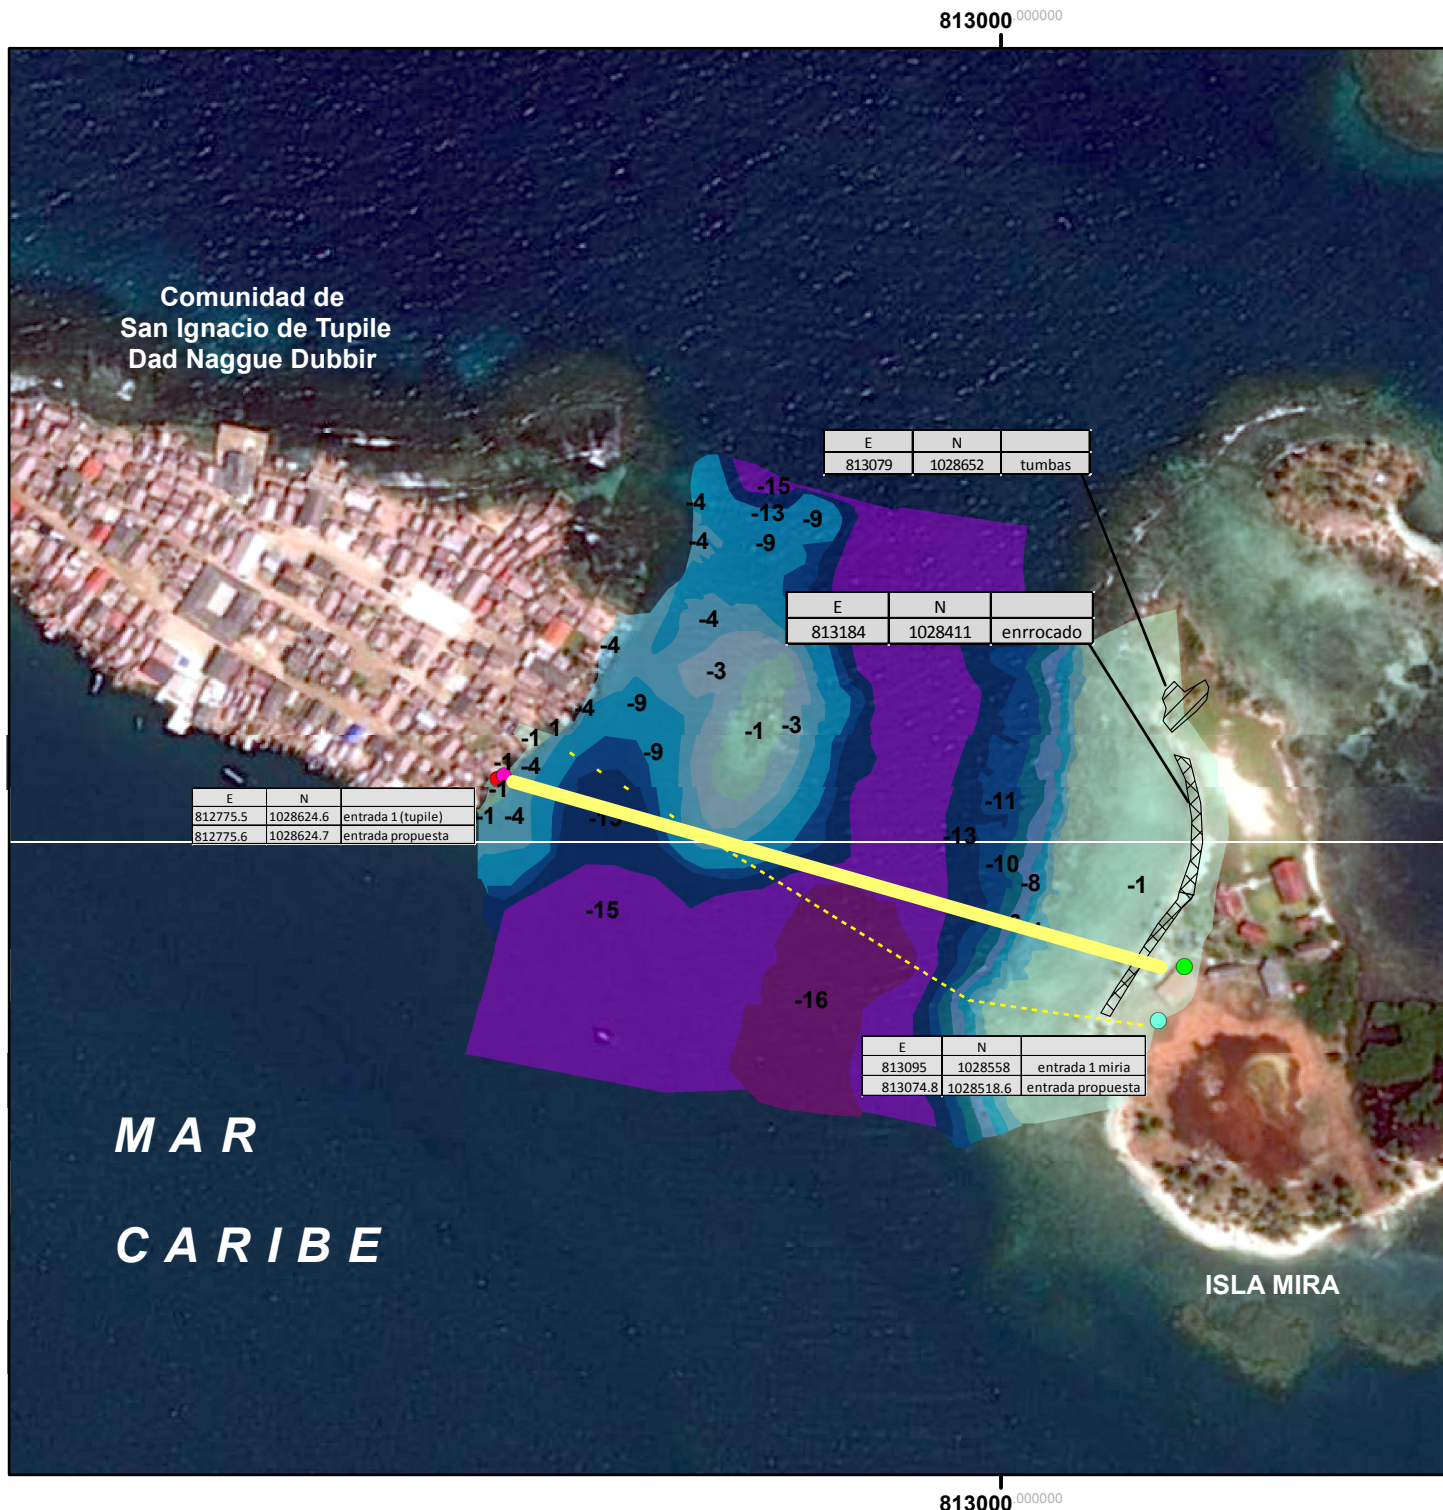 813000.000000
Comunidad de
San Ignacio de Tupile
Dad Naggue Dubbir
E N
813079 1028652 tumbas
-15
-4
-13
-9
-4
-9
E N
813184 1028411 enrrocado
-4
-4
-3
-9
-4
-1
-3
1
-1
-9
-1
-4
-1
E N
812775.5 1028624.6 entrada 1 (tupile)
812775.6 1028624.7 entrada propuesta
-1
-4
-11
-13
-10
-8
-1
-15
-16
E N
813095 1028558 entrada 1 miria
813074.8 1028518.6 entrada propuesta
MAR
CARIBE
ISLA MIRA
813000.000000